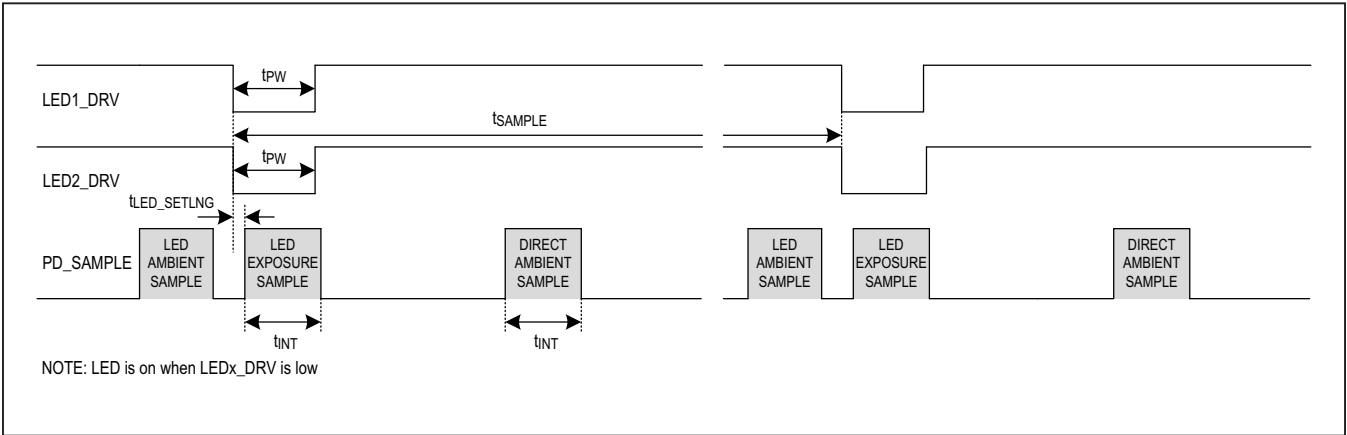 LED1_DRV
tPW
tSAMPLE
LED2_DRV
tPW
tLED_SETLNG
PD_SAMPLE
LED
AMBIENT
SAMPLE
LED
EXPOSURE
SAMPLE
DIRECT
AMBIENT
SAMPLE
LED
AMBIENT
SAMPLE
LED
EXPOSURE
SAMPLE
DIRECT
AMBIENT
SAMPLE
tINT
tINT
NOTE: LED is on when LEDx_DRV is low